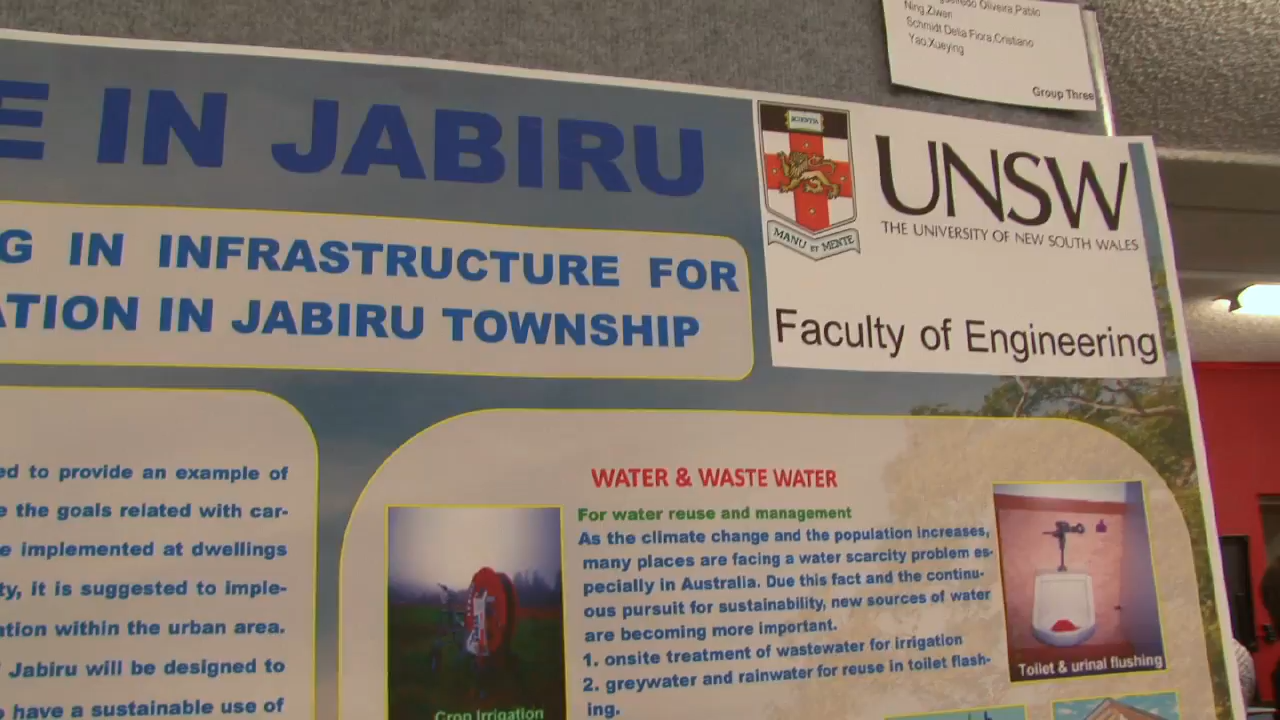 Oliveira,Pablo
Ning,Ziwen
Schmidt Della Fiora,Cristiano
Yao,Xueying
Group Three
IN JABIRU
SCIENTIA
MANU ET MENTE
UNSW
THE UNIVERSITY OF NEW SOUTH WALES
Faculty of Engineering
IN INFRASTRUCTURE FOR
IN JABIRU TOWNSHIP
to provide an example of
the goals related with car-
implemented at dwellings
it is suggested to imple-
within the urban area.
Jabiru will be designed to
have a sustainable use of
WATER & WASTE WATER
For water reuse and management
As the climate change and the population increases,
many places are facing a water scarcity problem es-
pecially in Australia. Due this fact and the continu-
ous pursuit for sustainability, new sources of water
are becoming more important.
1. onsite treatment of wastewater for irrigation
2. greywater and rainwater for reuse in toilet flash-
ing.
Crop Irrigation
Toilet & urinal flushing